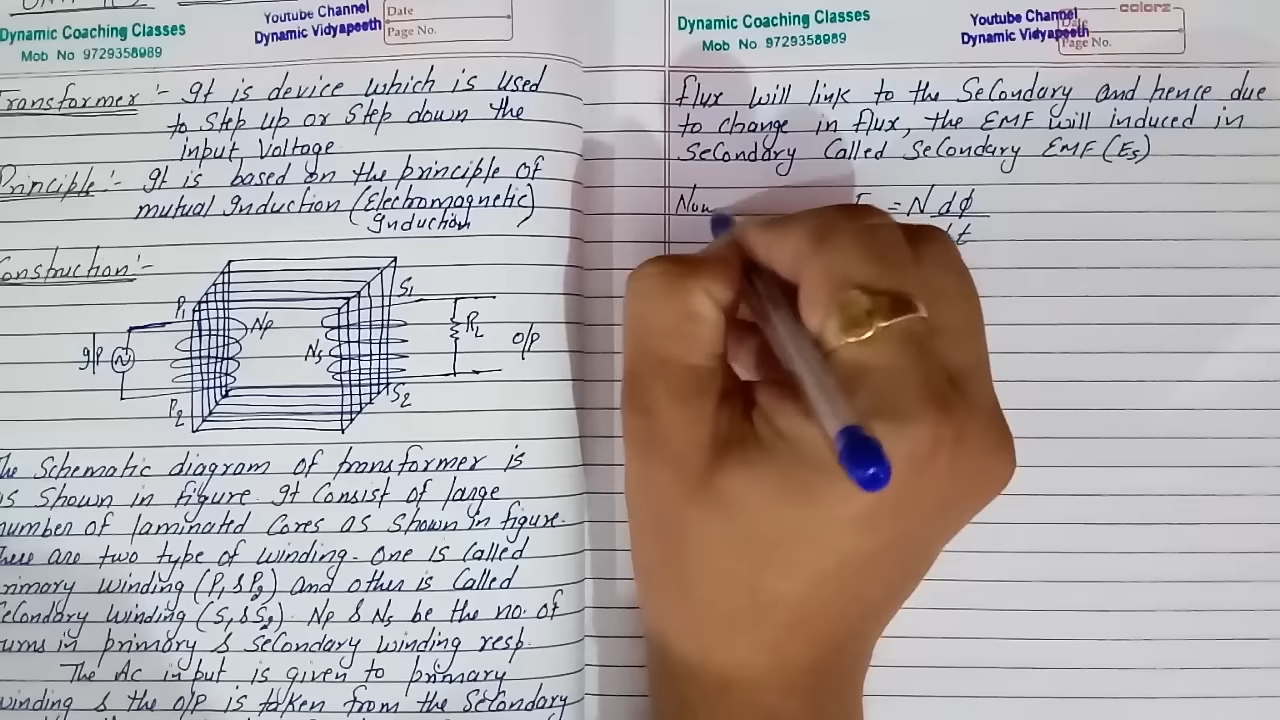 Dynamic Coaching Classes
Mob No 9729358989
Youtube Channel
Dynamic Vidyapeeth
Date
Page No.
Transformer :- It is device which is used
to Step up or Step down the
input Voltage
Principle :- It is based on the principle of
mutual Induction (Electromagnetic
Induction)
Construction :-
P1
Np
S1
RL
I/P
Ns
O/P
P2
S2
The Schematic diagram of transformer is
is shown in figure. It Consist of large
number of laminated Cores as shown in figure.
There are two type of winding. One is Called
primary winding (P1 & P2) and other is Called
Secondary winding (S1 & S2). Np & Ns be the no. of
turns in primary & Secondary winding resp.
The AC input is given to primary
winding & the O/P is taken from the Secondary
Dynamic Coaching Classes
Mob No 9729358989
Youtube Channel
Dynamic Vidyapeeth
colorz
Date
Page No.
flux will link to the Secondary and hence due
to change in flux, the EMF will induced in
Secondary Called Secondary EMF (Es)
Now = N dϕ
dt